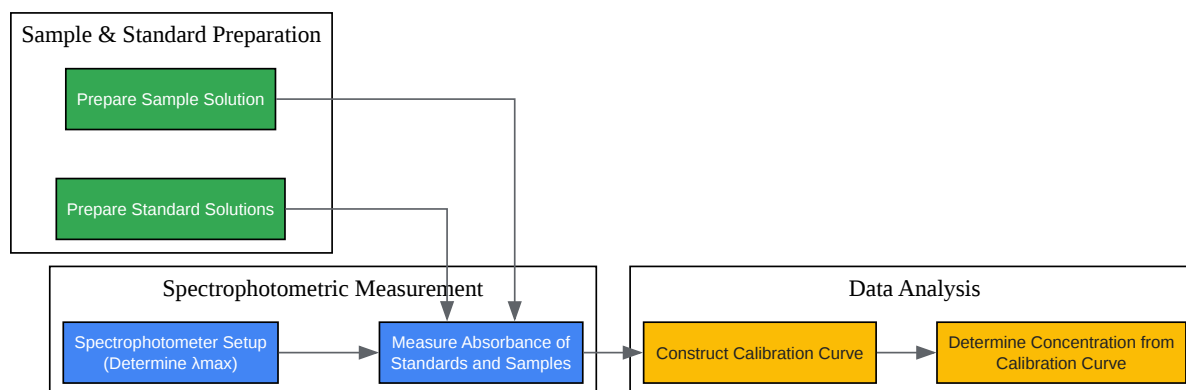 Sample & Standard Preparation
Prepare Sample Solution
Prepare Standard Solutions
Spectrophotometric Measurement
Spectrophotometer Setup
(Determine λmax)
Measure Absorbance of
Standards and Samples
Data Analysis
Construct Calibration Curve
Determine Concentration from
Calibration Curve